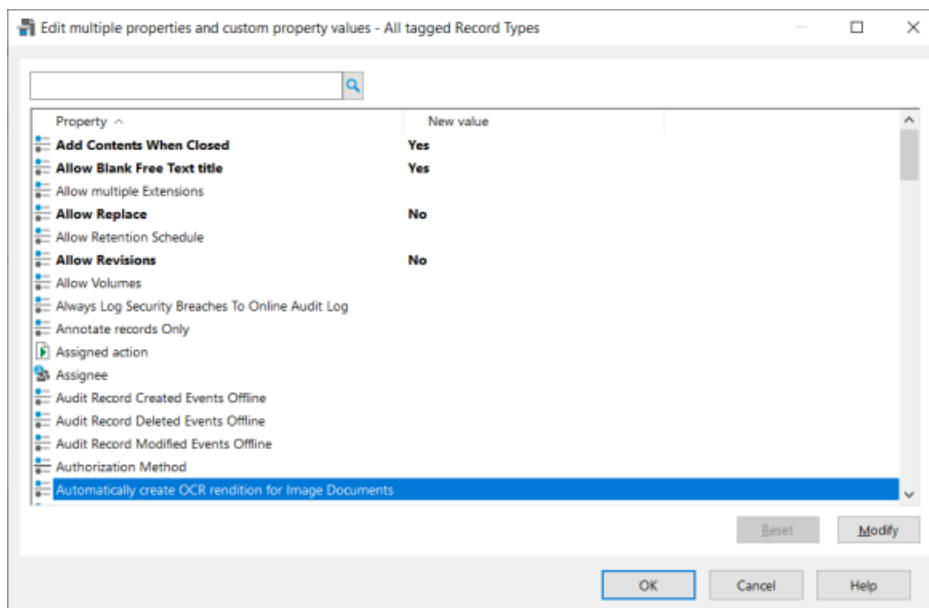 Edit multiple properties and custom property values - All tagged Record Types
Property New value
Add Contents When Closed Yes
Allow Blank Free Text title Yes
Allow multiple Extensions
Allow Replace No
Allow Retention Schedule
Allow Revisions No
Allow Volumes
Always Log Security Breaches To Online Audit Log
Annotate records Only
Assigned action
Assignee
Audit Record Created Events Offline
Audit Record Deleted Events Offline
Audit Record Modified Events Offline
Authorization Method
Automatically create OCR rendition for Image Documents
Reset Modify
OK Cancel Help